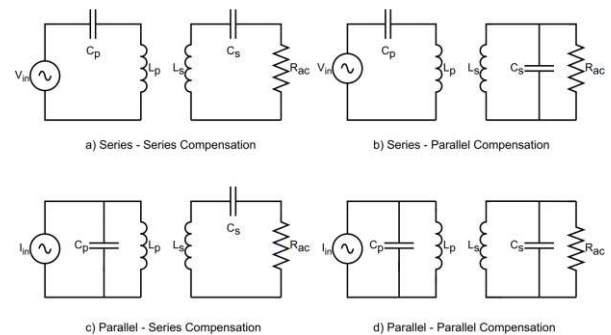 Cp
Cs
Vin
Lp
Ls
Rac
a) Series - Series Compensation
Cp
Vin
Lp
Ls
Cs
Rac
b) Series - Parallel Compensation
Cs
Iin
Cp
Lp
Ls
Rac
c) Parallel - Series Compensation
Iin
Cp
Lp
Ls
Cs
Rac
d) Parallel - Parallel Compensation